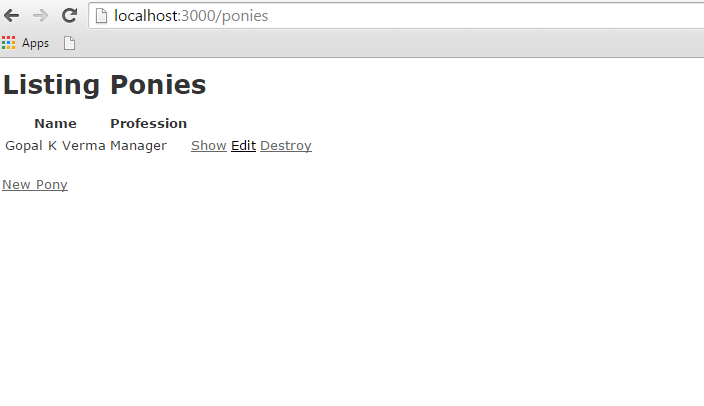 localhost:3000/ponies
Apps
Listing Ponies
Name Profession
Gopal K Verma Manager Show Edit Destroy
New Pony